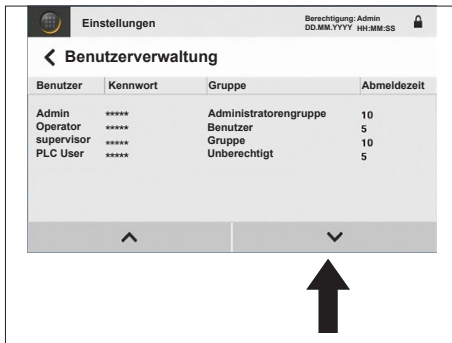 Einstellungen
Berechtigung: Admin
DD.MM.YYYY HH:MM:SS
Benutzerverwaltung
Benutzer Kennwort Gruppe Abmeldezeit
Admin ***** Administratorengruppe 10
Operator ***** Benutzer 5
supervisor ***** Gruppe 10
PLC User ***** Unberechtigt 5